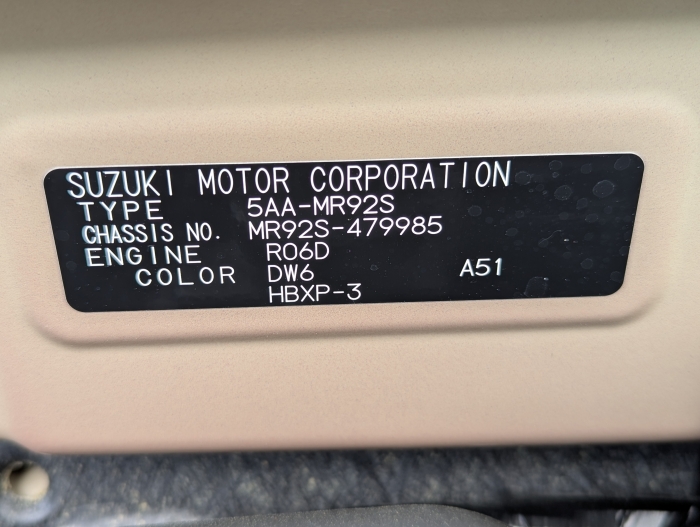 SUZUKI MOTOR CORPORATION
TYPE 5AA-MR92S
CHASSIS NO. MR92S-479985
ENGINE R06D
COLOR DW6 A51
HBXP-3